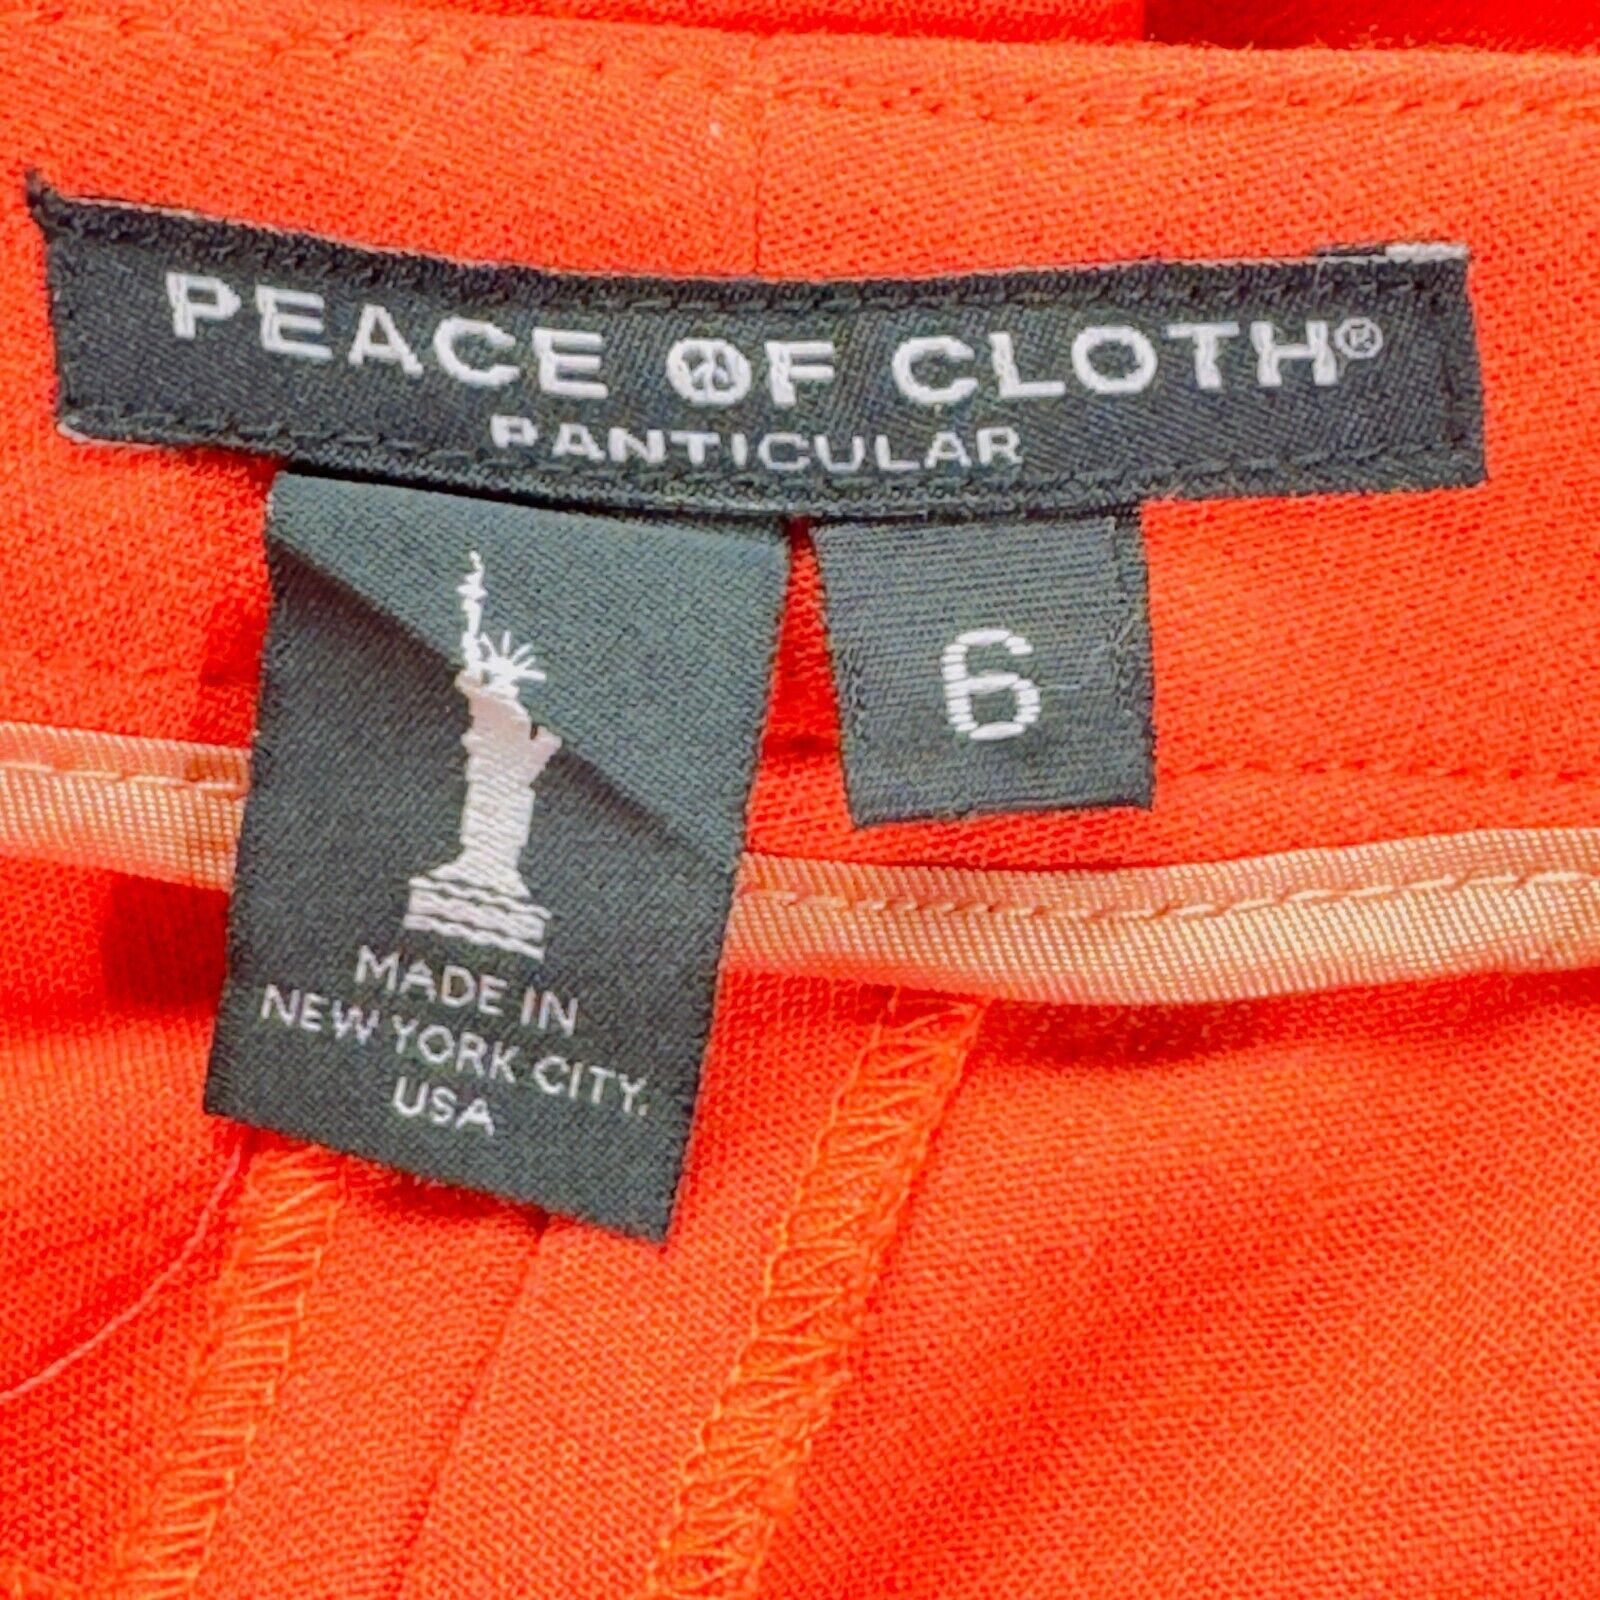 PEACE OF CLOTH®
PANTICULAR
6
MADE IN
NEW YORK CITY,
USA